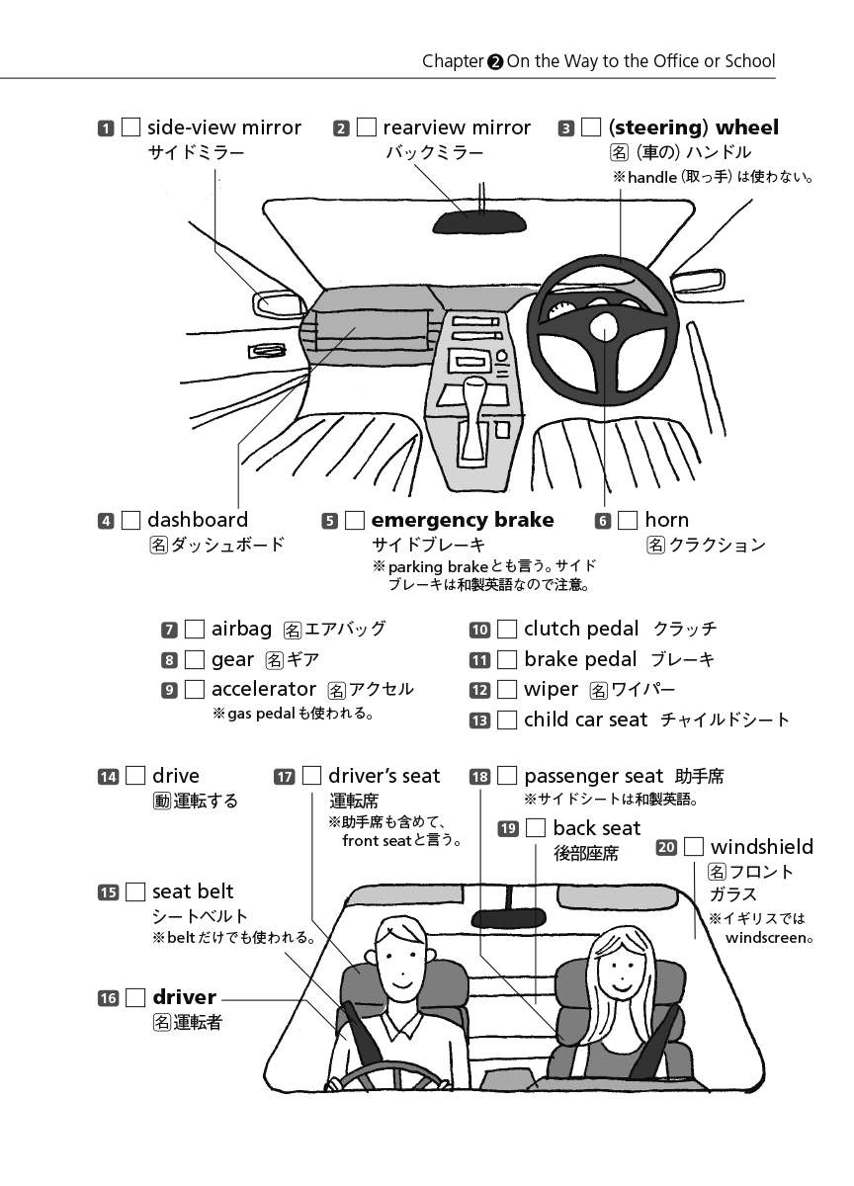 Chapter❷On the Way to the Office or School
1 □ side-view mirror
サイドミラー
2 □ rearview mirror
バックミラー
3 □ (steering) wheel
名（車の）ハンドル
※handle（取っ手）は使わない。
4 □ dashboard
名ダッシュボード
5 □ emergency brake
サイドブレーキ
※parking brakeとも言う。サイド
ブレーキは和製英語なので注意。
6 □ horn
名クラクション
7 □ airbag 名エアバッグ
8 □ gear 名ギア
9 □ accelerator 名アクセル
※gas pedalも使われる。
10 □ clutch pedal クラッチ
11 □ brake pedal ブレーキ
12 □ wiper 名ワイパー
13 □ child car seat チャイルドシート
14 □ drive
動運転する
15 □ seat belt
シートベルト
※beltだけでも使われる。
16 □ driver
名運転者
17 □ driver's seat
運転席
※助手席も含めて、
front seatと言う。
18 □ passenger seat 助手席
※サイドシートは和製英語。
19 □ back seat
後部座席
20 □ windshield
名フロント
ガラス
※イギリスでは
windscreen。